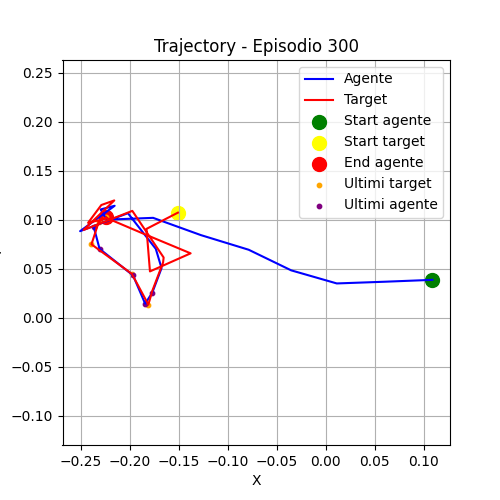 Trajectory - Episodio 300
Agente
Target
Start agente
Start target
End agente
Ultimi target
Ultimi agente
0.25
0.20
0.15
0.10
0.05
0.00
−0.05
−0.10
−0.25 −0.20 −0.15 −0.10 −0.05 0.00 0.05 0.10
X